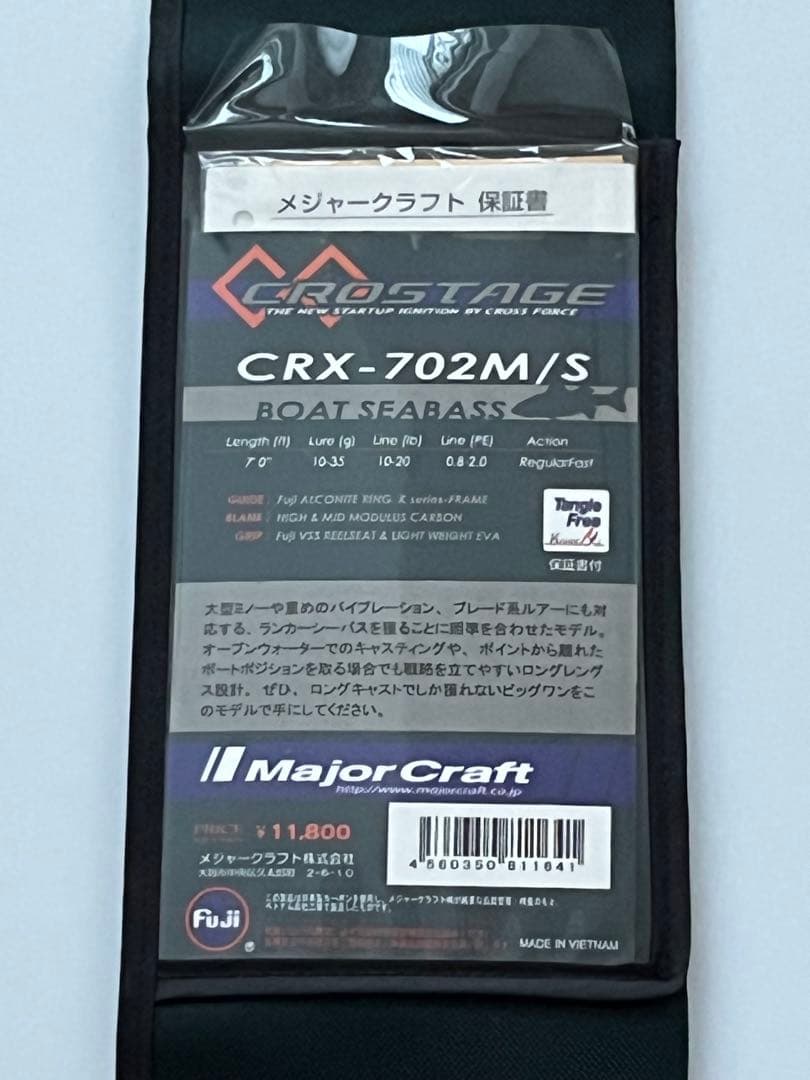 メジャークラフト 保証書
CROSTAGE
THE NEW STARTUP IGNITION BY CROSS FORCE
CRX-702M/S
BOAT SEABASS
Length (ft) Lure (g) Line (lb) Line (PE) Action
7'0" 10-35 10-20 0.8-2.0 RegularFast
GUIDE Fuji ALCONITE RING K series-FRAME
BLANK HIGH & MID MODULUS CARBON
GRIP Fuji VSS REELSEAT & LIGHT WEIGHT EVA
Tangle
Free
保証書付
大型ミノーや重めのバイブレーション、ブレード系ルアーにも対
応する、ランカーシーバスを獲ることに照準を合わせたモデル。
オープンウォーターでのキャスティングや、ポイントから離れた
ボートポジションを取る場合でも戦略を立てやすいロングレング
ス設計。ぜひ、ロングキャストでしか獲れないビッグワンをこ
のモデルで手にしてください。
Major Craft
http://www.majorcraft.co.jp
PRICE ¥11,800
メジャークラフト株式会社
2-6-10
4 560350 811641
Fuji
MADE IN VIETNAM